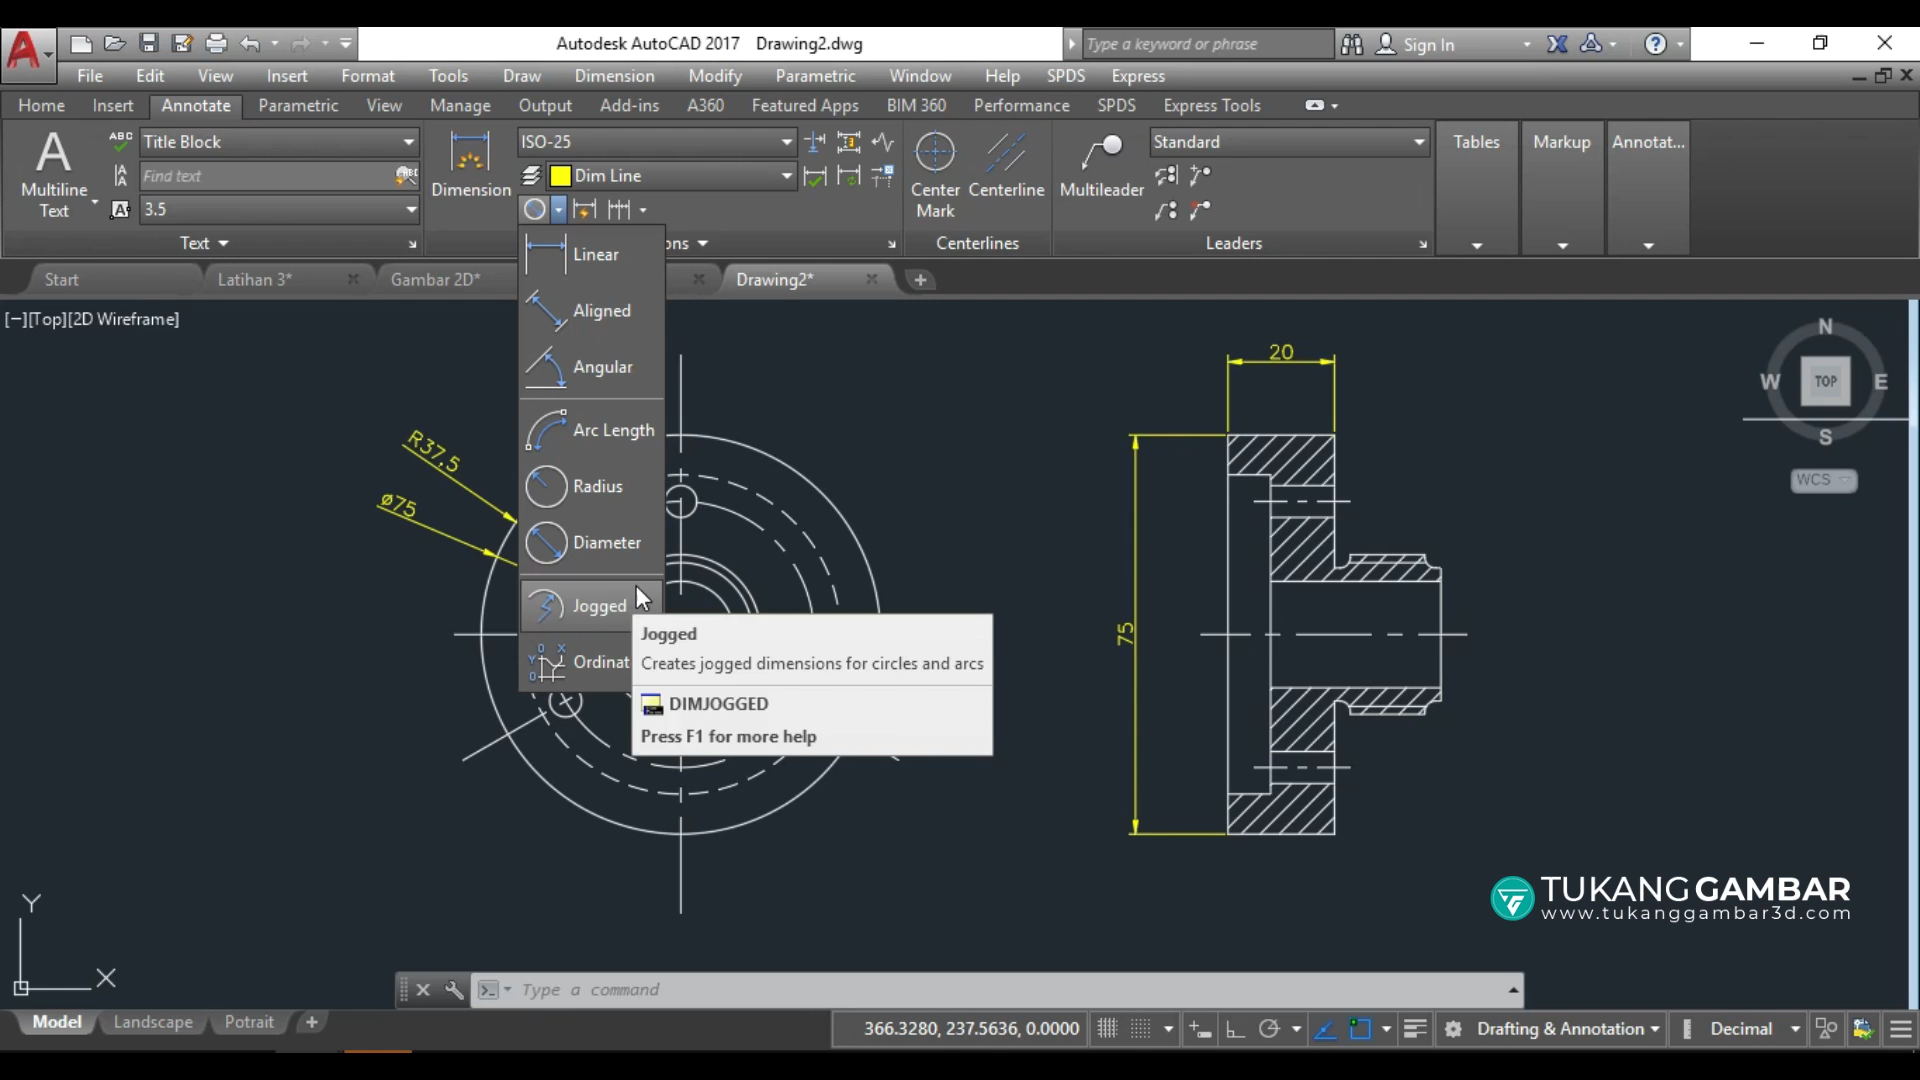 Autodesk AutoCAD 2017 Drawing2.dwg
Type a keyword or phrase
Sign In
File Edit View Insert Format Tools Draw Dimension Modify Parametric Window Help SPDS Express
Home Insert Annotate Parametric View Manage Output Add-ins A360 Featured Apps BIM 360 Performance SPDS Express Tools
Multiline
Text
ABC Title Block
Find text
3.5
Text
Dimension
ISO-25
Dim Line
ons
Center
Mark
Centerline
Centerlines
Multileader
Standard
Leaders
Tables
Markup
Annotat...
Start
Latihan 3*
Gambar 2D*
Drawing2*
[−][Top][2D Wireframe]
Linear
Aligned
Angular
Arc Length
Radius
Diameter
Jogged
Ordinat
Jogged
Creates jogged dimensions for circles and arcs
DIMJOGGED
Press F1 for more help
R37,5
ø75
20
75
N
W TOP E
S
WCS
TUKANGGAMBAR
www.tukanggambar3d.com
Y
X
Type a command
Model Landscape Potrait
366.3280, 237.5636, 0.0000
Drafting & Annotation
Decimal